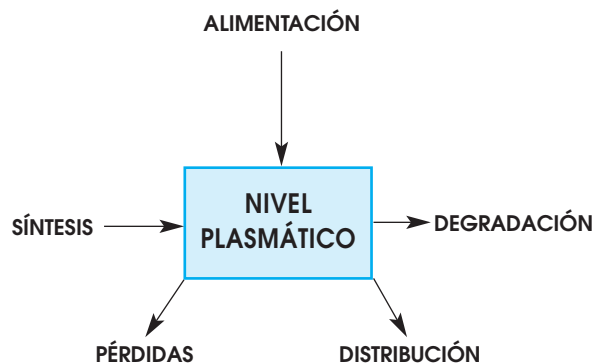 ALIMENTACIÓN
SÍNTESIS
NIVEL
PLASMÁTICO
DEGRADACIÓN
PÉRDIDAS
DISTRIBUCIÓN